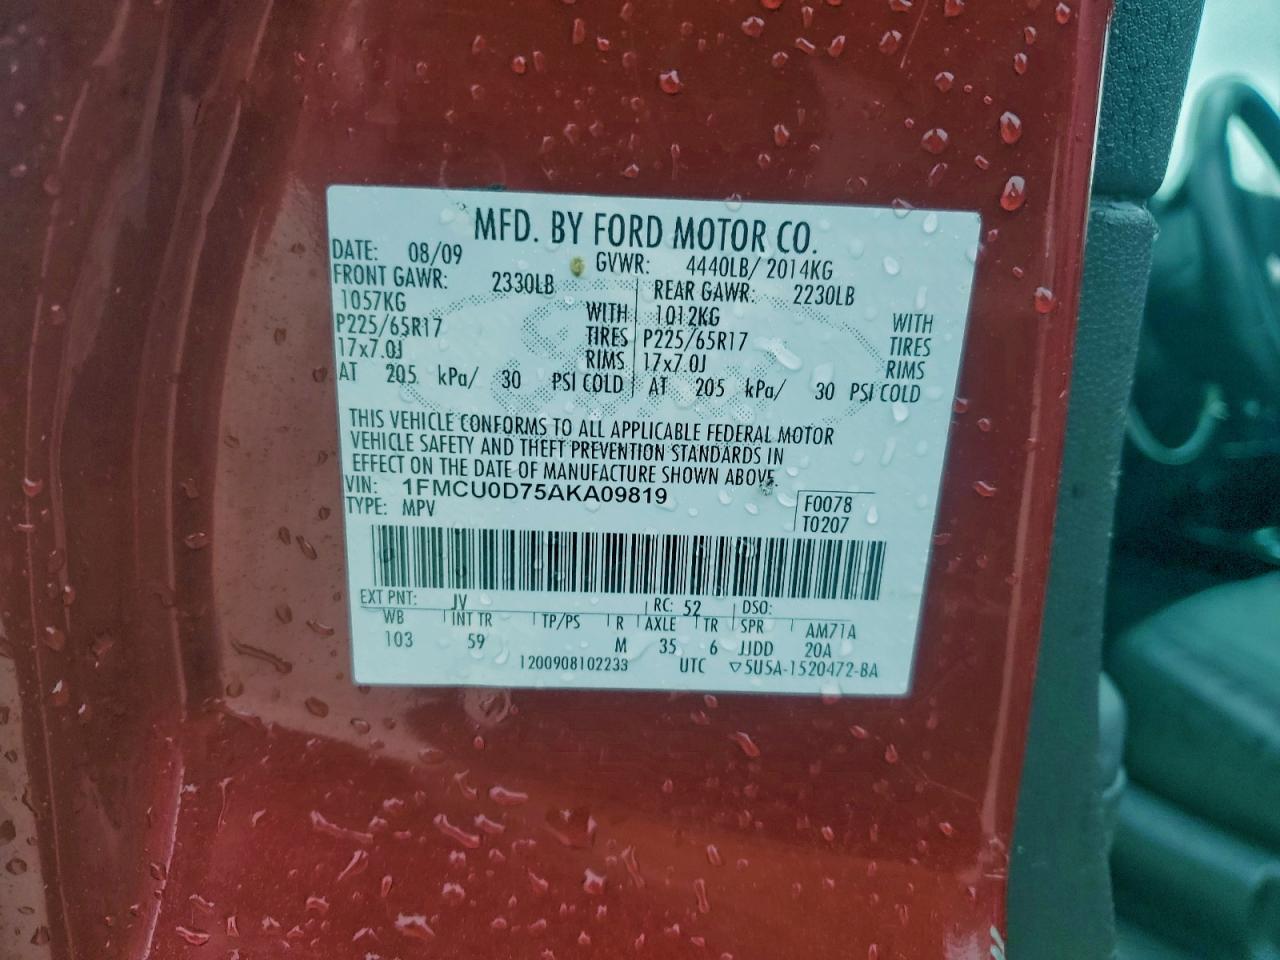 MFD. BY FORD MOTOR CO.
DATE: 08/09 GVWR: 4440LB/ 2014KG
FRONT GAWR: 2330LB REAR GAWR: 2230LB
1057KG WITH 1012KG WITH
P225/65R17 TIRES P225/65R17 TIRES
17x7.0J RIMS 17x7.0J RIMS
AT 205 kPa/ 30 PSI COLD AT 205 kPa/ 30 PSI COLD
THIS VEHICLE CONFORMS TO ALL APPLICABLE FEDERAL MOTOR
VEHICLE SAFETY AND THEFT PREVENTION STANDARDS IN
EFFECT ON THE DATE OF MANUFACTURE SHOWN ABOVE.
VIN: 1FMCU0D75AKA09819
TYPE: MPV F0078
T0207
EXT PNT: JV RC: 52 DSO:
WB INT TR TP/PS R AXLE TR SPR AM71A
103 59 M 35 6 JJDD 20A
1200908102233 UTC ▽5U5A-1520472-BA